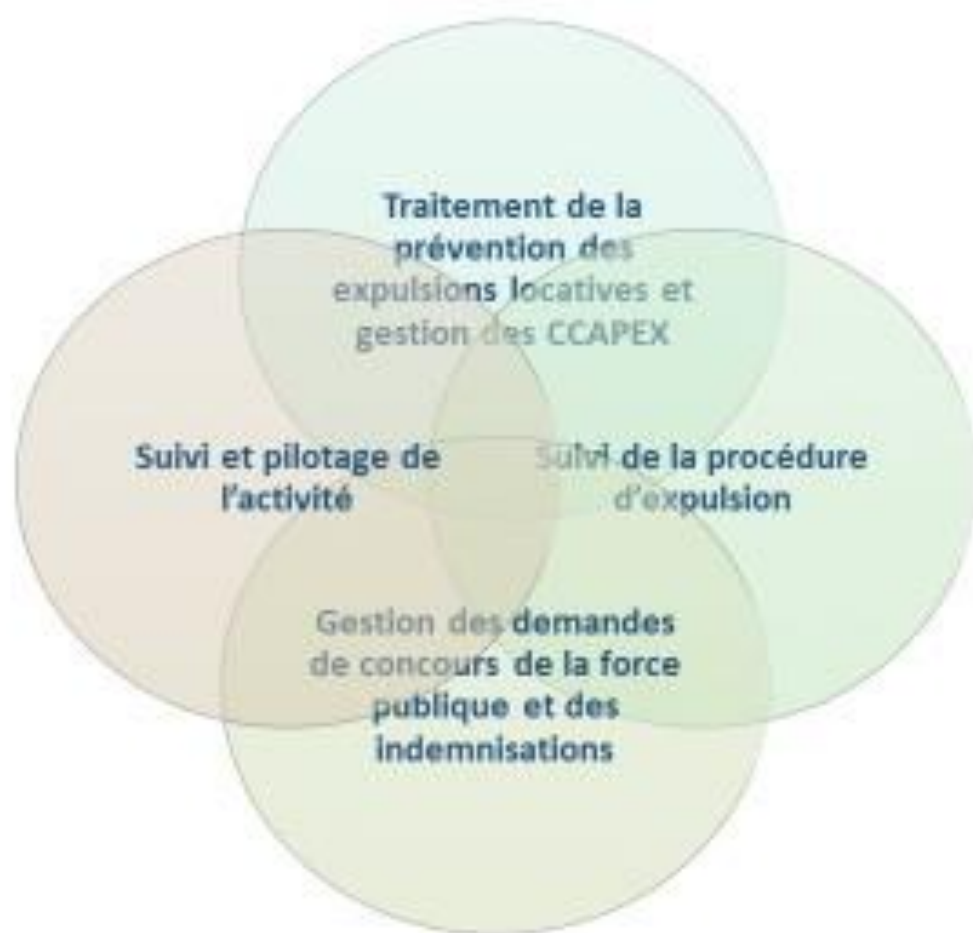 Traitement de la
prévention des
expulsions locatives et
gestion des CCAPEX
Suivi et pilotage de
l'activité
Suivi de la procédure
d'expulsion
Gestion des demandes
de concours de la force
publique et des
indemnisations